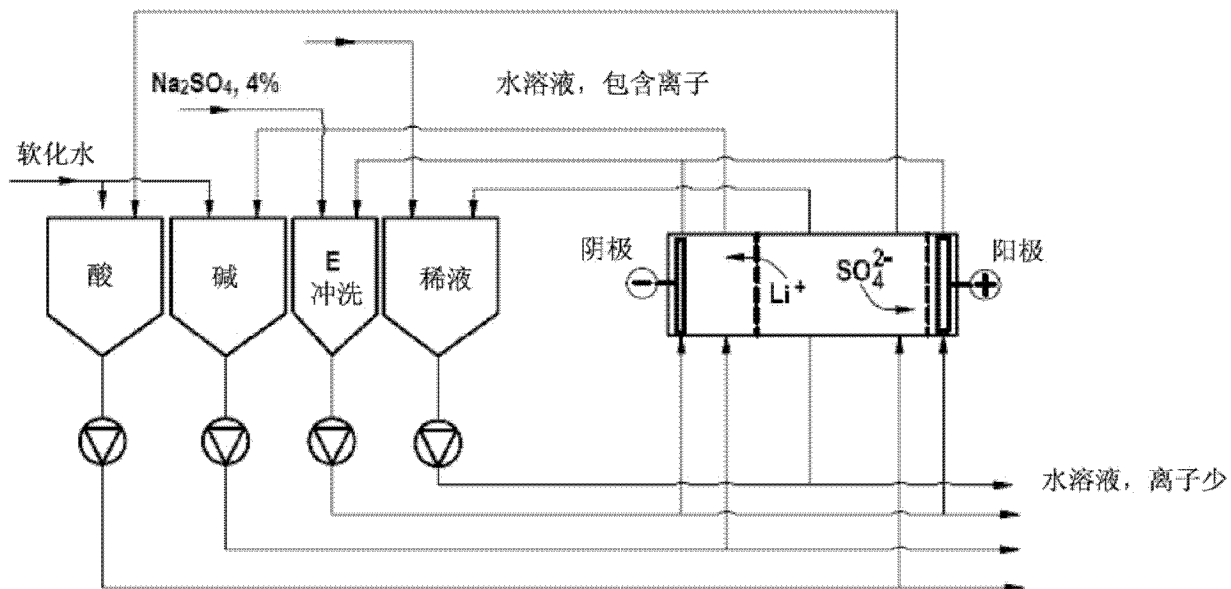 Na₂SO₄, 4%
水溶液，包含离子
软化水
酸
碱
E
冲洗
稀液
阴极
−
Li⁺
SO₄²⁻
阳极
+
水溶液，离子少